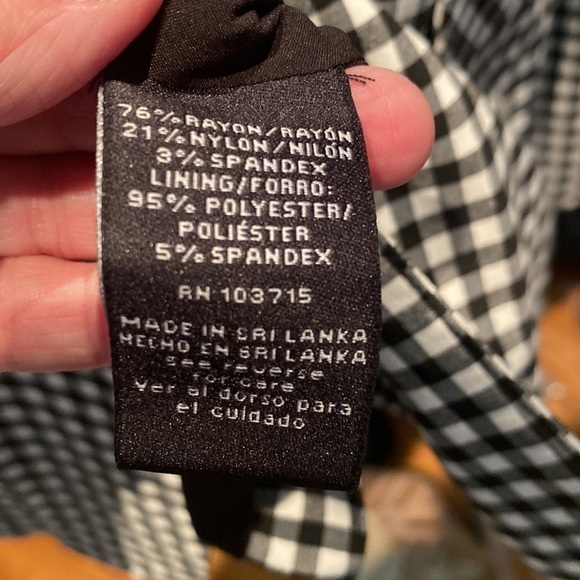 76% RAYON/RAYÓN
21% NYLON/NILÓN
3% SPANDEX
LINING/FORRO:
95% POLYESTER/
POLIÉSTER
5% SPANDEX
RN 103715
MADE IN SRI LANKA
HECHO EN SRI LANKA
see reverse
for care
Ver al dorso para
el cuidado